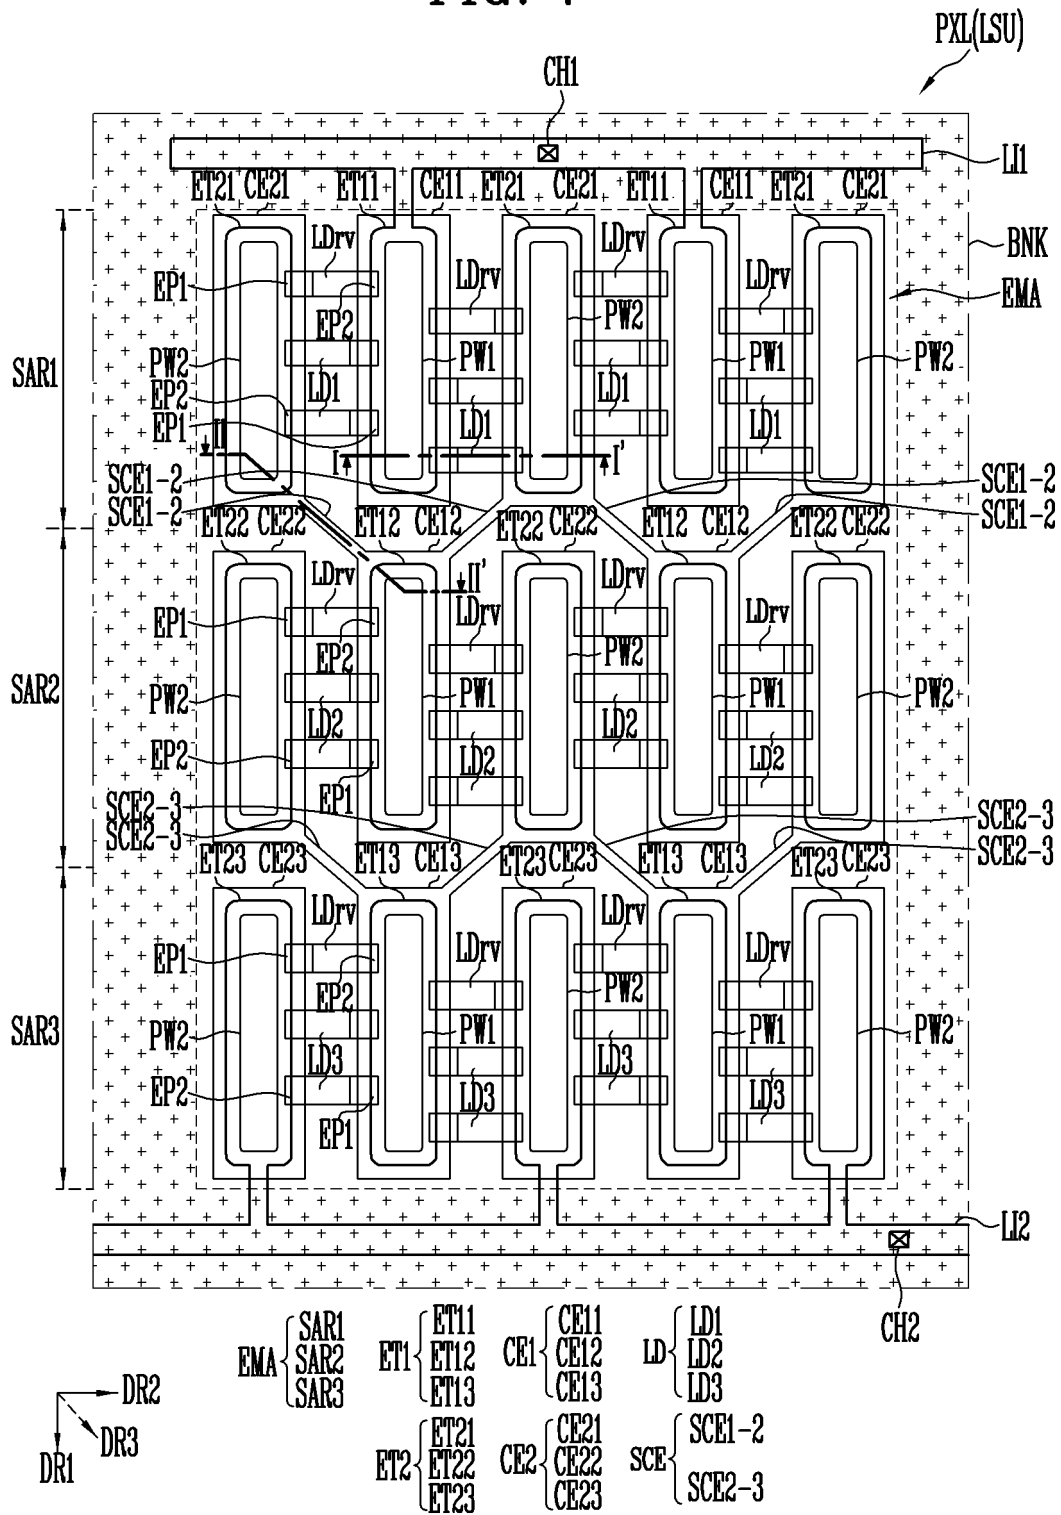 PXL(LSU)
CH1
LI1
ET21 CE21 ET11 CE11 ET21 CE21 ET11 CE11 ET21 CE21
BNK
LDrv LDrv LDrv LDrv
EP1 EP2 PW2 EMA
SAR1 PW2 PW1 PW1 PW2
EP2 LD1 LD1
EP1 LD1 LD1
II I I'
SCE1-2 SCE1-2
SCE1-2 SCE1-2
ET22 CE22 ET12 CE12 ET22 CE22 ET12 CE12 ET22 CE22
LDrv II' LDrv
EP1 LDrv LDrv
EP2 PW2
SAR2 PW2 PW1 PW1 PW2
LD2 LD2
EP2 LD2 LD2
EP1
SCE2-3 SCE2-3
SCE2-3 SCE2-3
ET23 CE23 ET13 CE13 ET23 CE23 ET13 CE13 ET23 CE23
LDrv LDrv
EP1 LDrv LDrv
EP2 PW2
SAR3 PW2 PW1 PW1 PW2
LD3 LD3
EP2 LD3 LD3
EP1
LI2
CH2
EMA { SAR1 SAR2 SAR3
ET1 { ET11 ET12 ET13
CE1 { CE11 CE12 CE13
LD { LD1 LD2 LD3
DR2
DR3
DR1
ET2 { ET21 ET22 ET23
CE2 { CE21 CE22 CE23
SCE { SCE1-2 SCE2-3